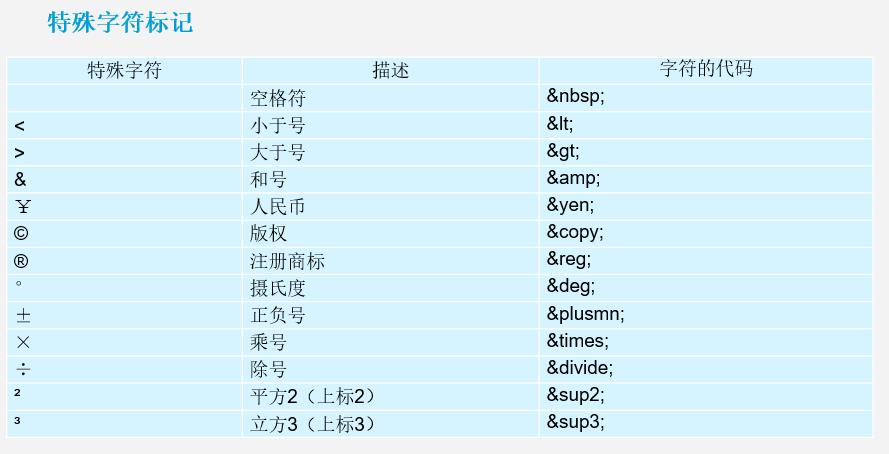 特殊字符标记
特殊字符 描述 字符的代码
空格符 &nbsp;
< 小于号 &lt;
> 大于号 &gt;
& 和号 &amp;
¥ 人民币 &yen;
© 版权 &copy;
® 注册商标 &reg;
° 摄氏度 &deg;
± 正负号 &plusmn;
× 乘号 &times;
÷ 除号 &divide;
² 平方2（上标2） &sup2;
³ 立方3（上标3） &sup3;